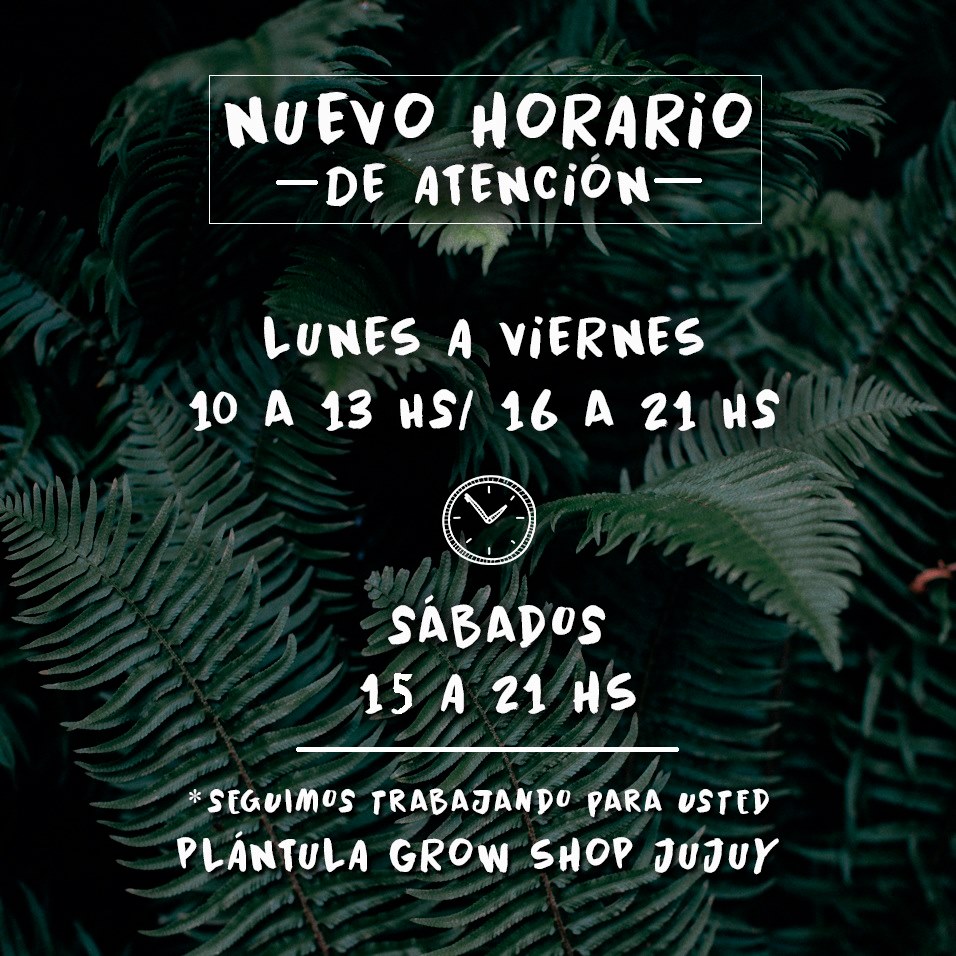 NUEVO HORARiO
—DE ATENCiÓN—
LUNES A ViERNES
10 A 13 HS/ 16 A 21 HS
SÁBADOS
15 A 21 HS
*SEGUIMOS TRABAJANDO PARA USTED
PLÁNTULA GROW SHOP JUJUY